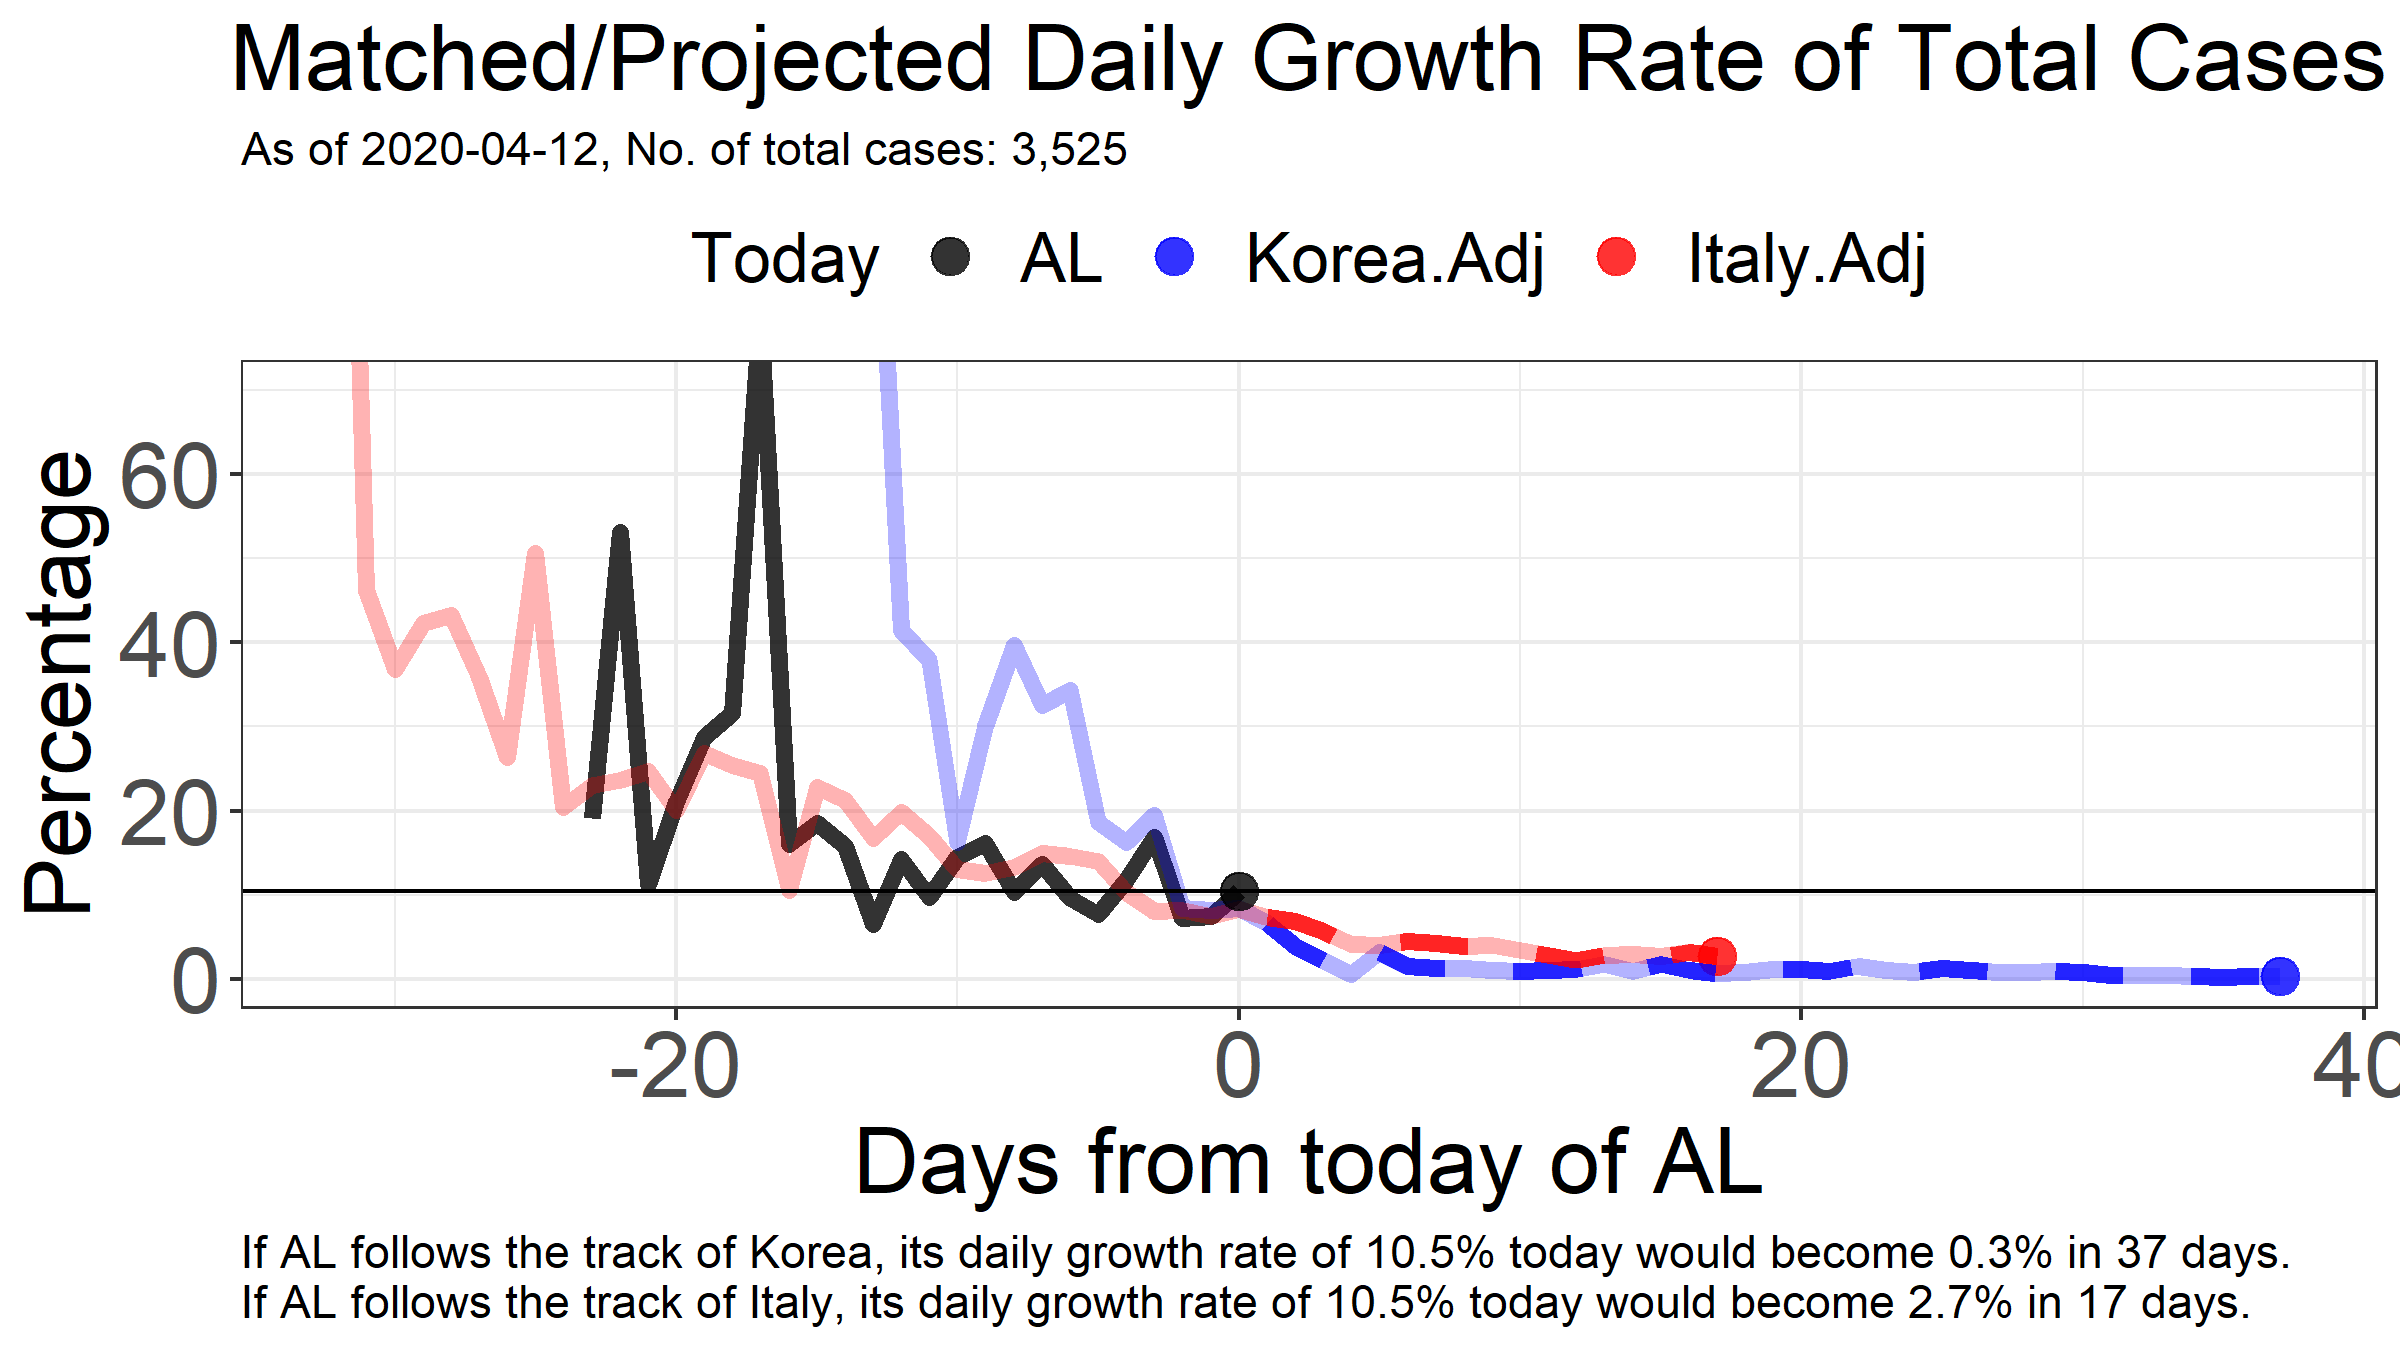 Matched/Projected Daily Growth Rate of Total Cases
As of 2020-04-12, No. of total cases: 3,525
Today AL Korea.Adj Italy.Adj
Percentage
60
40
20
0
-20 0 20 40
Days from today of AL
If AL follows the track of Korea, its daily growth rate of 10.5% today would become 0.3% in 37 days.
If AL follows the track of Italy, its daily growth rate of 10.5% today would become 2.7% in 17 days.